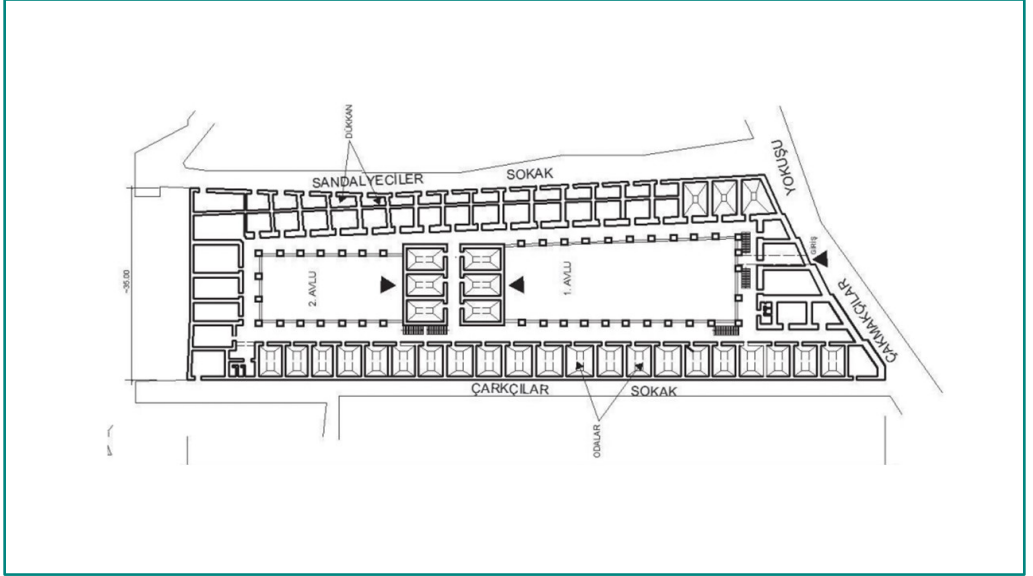 DÜKKAN
SANDALYECİLER SOKAK
YOKUŞU
ÇAKMAKÇILAR
GİRİŞ
~35.00
2. AVLU
1. AVLU
ÇARKÇILAR SOKAK
ODALAR